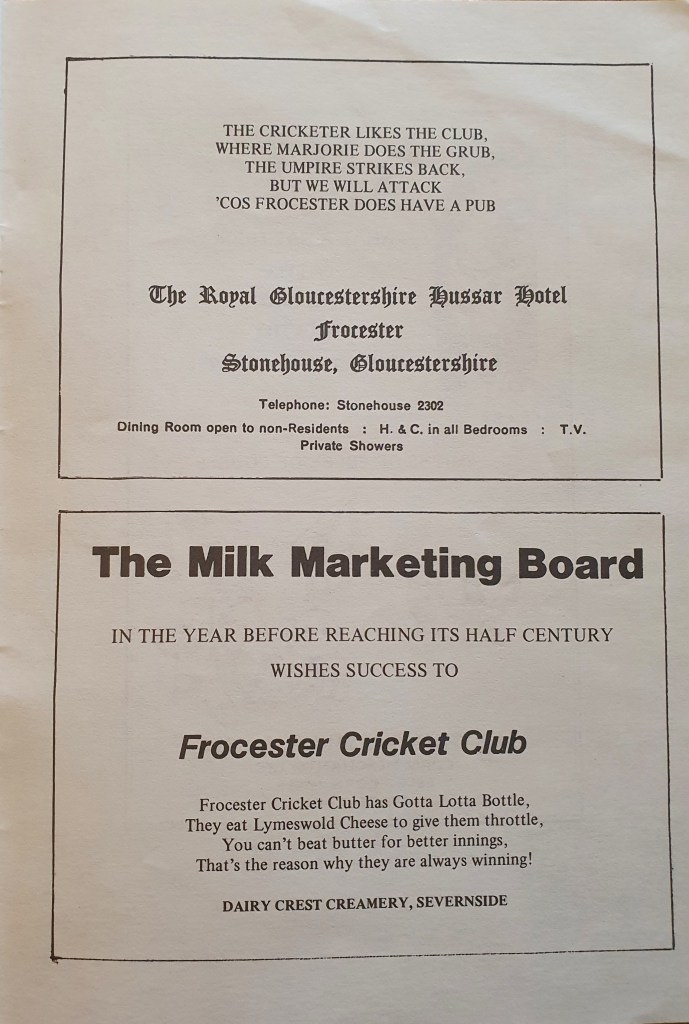 THE CRICKETER LIKES THE CLUB,
WHERE MARJORIE DOES THE GRUB,
THE UMPIRE STRIKES BACK,
BUT WE WILL ATTACK
'COS FROCESTER DOES HAVE A PUB
The Royal Gloucestershire Hussar Hotel
Frocester
Stonehouse, Gloucestershire
Telephone: Stonehouse 2302
Dining Room open to non-Residents : H. & C. in all Bedrooms : T.V.
Private Showers
The Milk Marketing Board
IN THE YEAR BEFORE REACHING ITS HALF CENTURY
WISHES SUCCESS TO
Frocester Cricket Club
Frocester Cricket Club has Gotta Lotta Bottle,
They eat Lymeswold Cheese to give them throttle,
You can't beat butter for better innings,
That's the reason why they are always winning!
DAIRY CREST CREAMERY, SEVERNSIDE